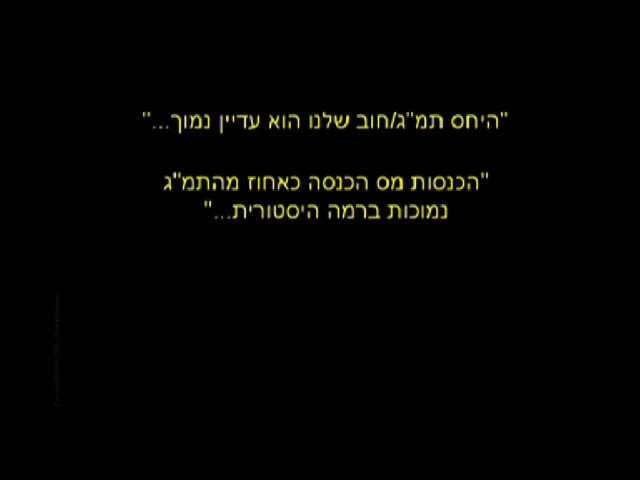 "היחס תמ"ג/חוב שלנו הוא עדיין נמוך..."
"הכנסות מס הכנסה כאחוז מהתמ"ג
נמוכות ברמה היסטורית..."